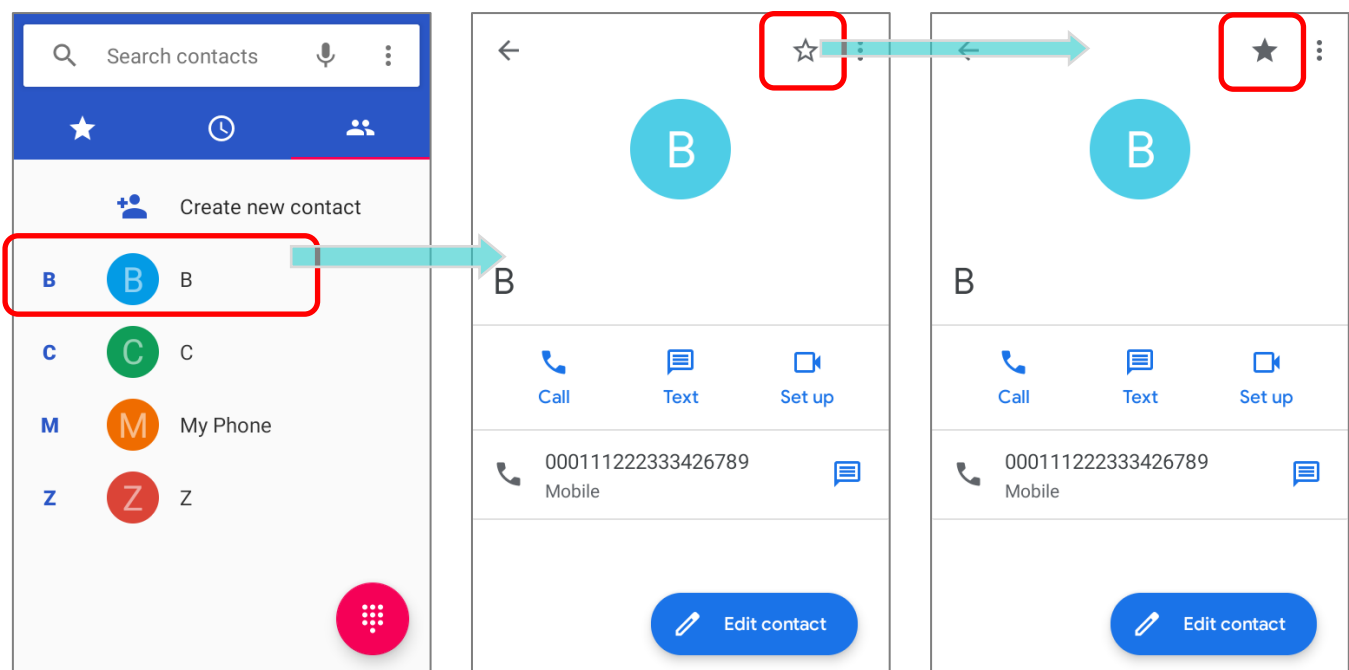 Search contacts
Create new contact
B B B
C C C
M M My Phone
Z Z Z
B
B
Call Text Set up
000111222333426789
Mobile
Edit contact
B
B
Call Text Set up
000111222333426789
Mobile
Edit contact